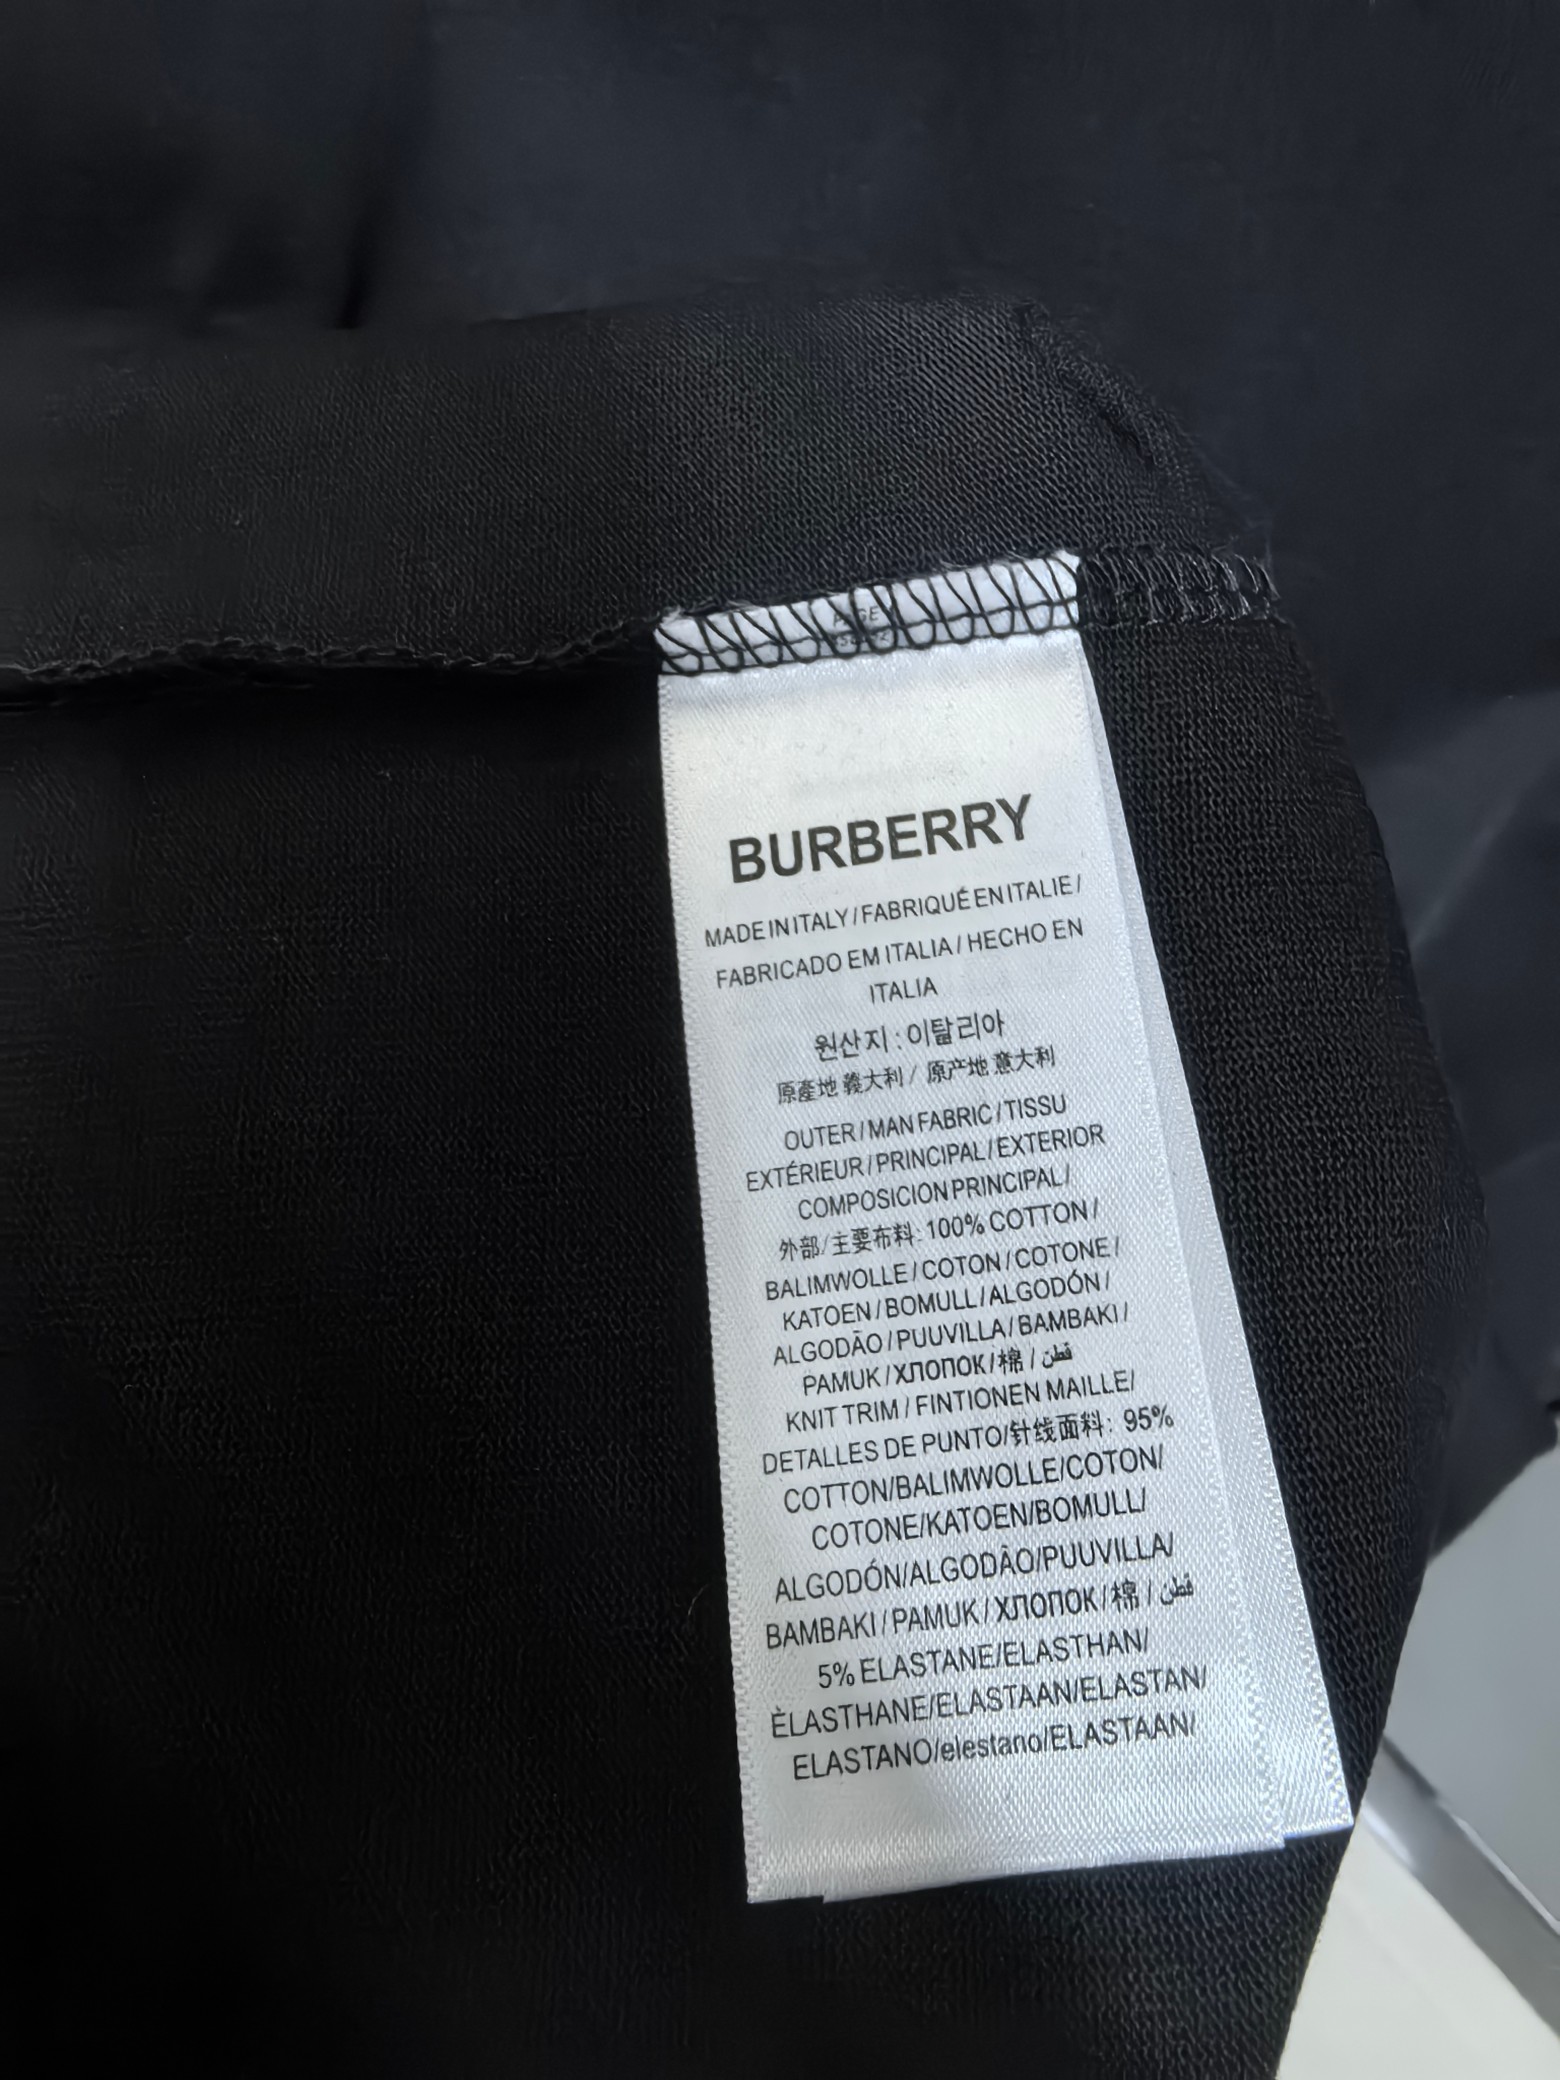 PAGE
BURBERRY
MADE IN ITALY / FABRIQUÉ EN ITALIE /
FABRICADO EM ITALIA / HECHO EN
ITALIA
원산지 : 이탈리아
原產地 義大利 / 原产地 意大利
OUTER / MAN FABRIC / TISSU
EXTÉRIEUR / PRINCIPAL / EXTERIOR
COMPOSICION PRINCIPAL /
外部/主要布料: 100% COTTON /
BALIMWOLLE / COTON / COTONE /
KATOEN / BOMULL / ALGODÓN /
ALGODÃO / PUUVILLA / BAMBAKI /
PAMUK / ХЛОПОК / 棉 / قطن
KNIT TRIM / FINTIONEN MAILLE/
DETALLES DE PUNTO/针线面料: 95%
COTTON/BALIMWOLLE/COTON/
COTONE/KATOEN/BOMULL/
ALGODÓN/ALGODÃO/PUUVILLA/
BAMBAKI / PAMUK / ХЛОПОК / 棉 / قطن
5% ELASTANE/ELASTHAN/
ÈLASTHANE/ELASTAAN/ELASTAN/
ELASTANO/elestano/ELASTAAN/